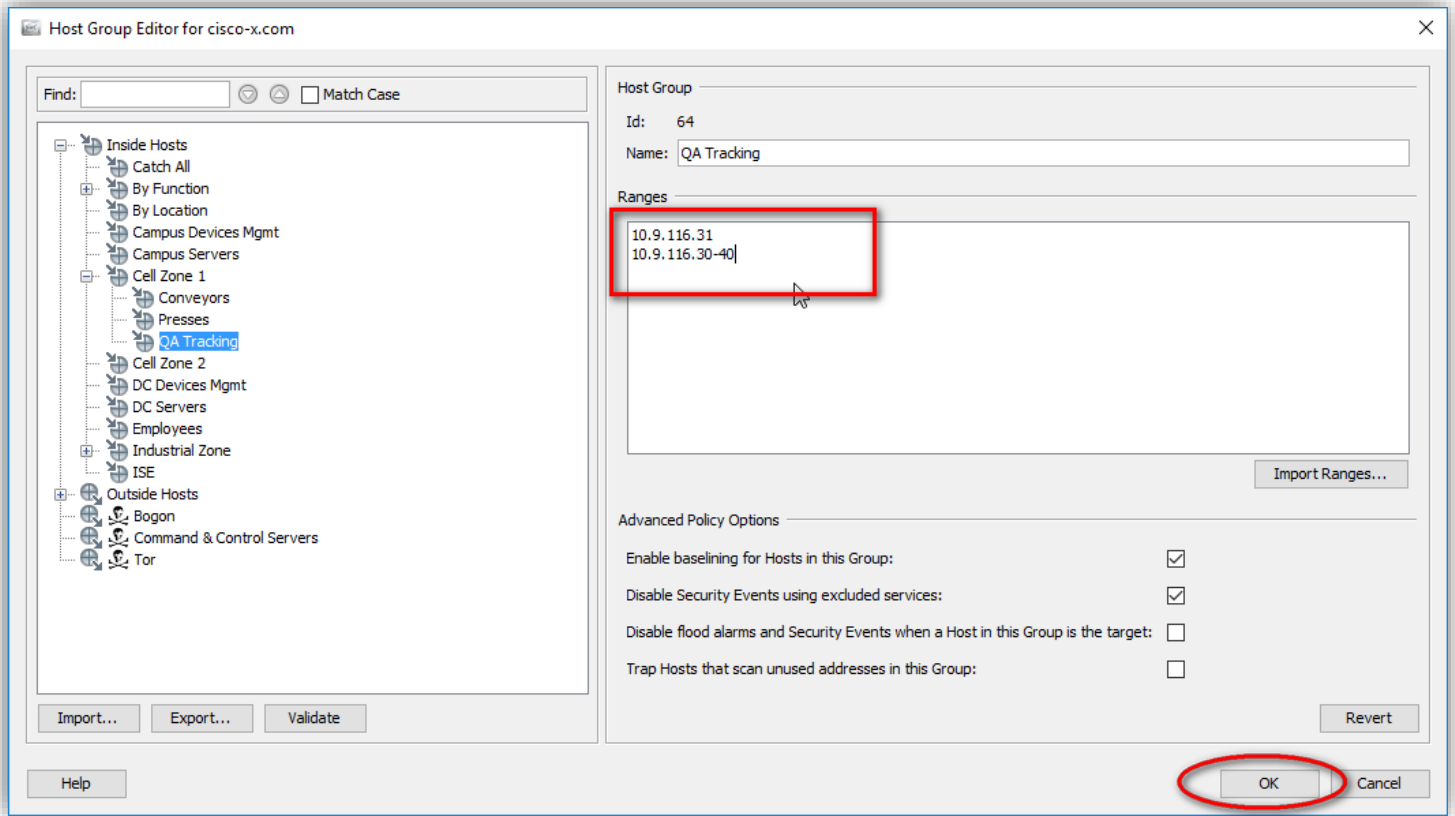 Host Group Editor for cisco-x.com
Find:
Match Case
Inside Hosts
Catch All
By Function
By Location
Campus Devices Mgmt
Campus Servers
Cell Zone 1
Conveyors
Presses
QA Tracking
Cell Zone 2
DC Devices Mgmt
DC Servers
Employees
Industrial Zone
ISE
Outside Hosts
Bogon
Command & Control Servers
Tor
Import...
Export...
Validate
Host Group
Id: 64
Name: QA Tracking
Ranges
10.9.116.31
10.9.116.30-40
Import Ranges...
Advanced Policy Options
Enable baselining for Hosts in this Group:
Disable Security Events using excluded services:
Disable flood alarms and Security Events when a Host in this Group is the target:
Trap Hosts that scan unused addresses in this Group:
Revert
Help
OK
Cancel